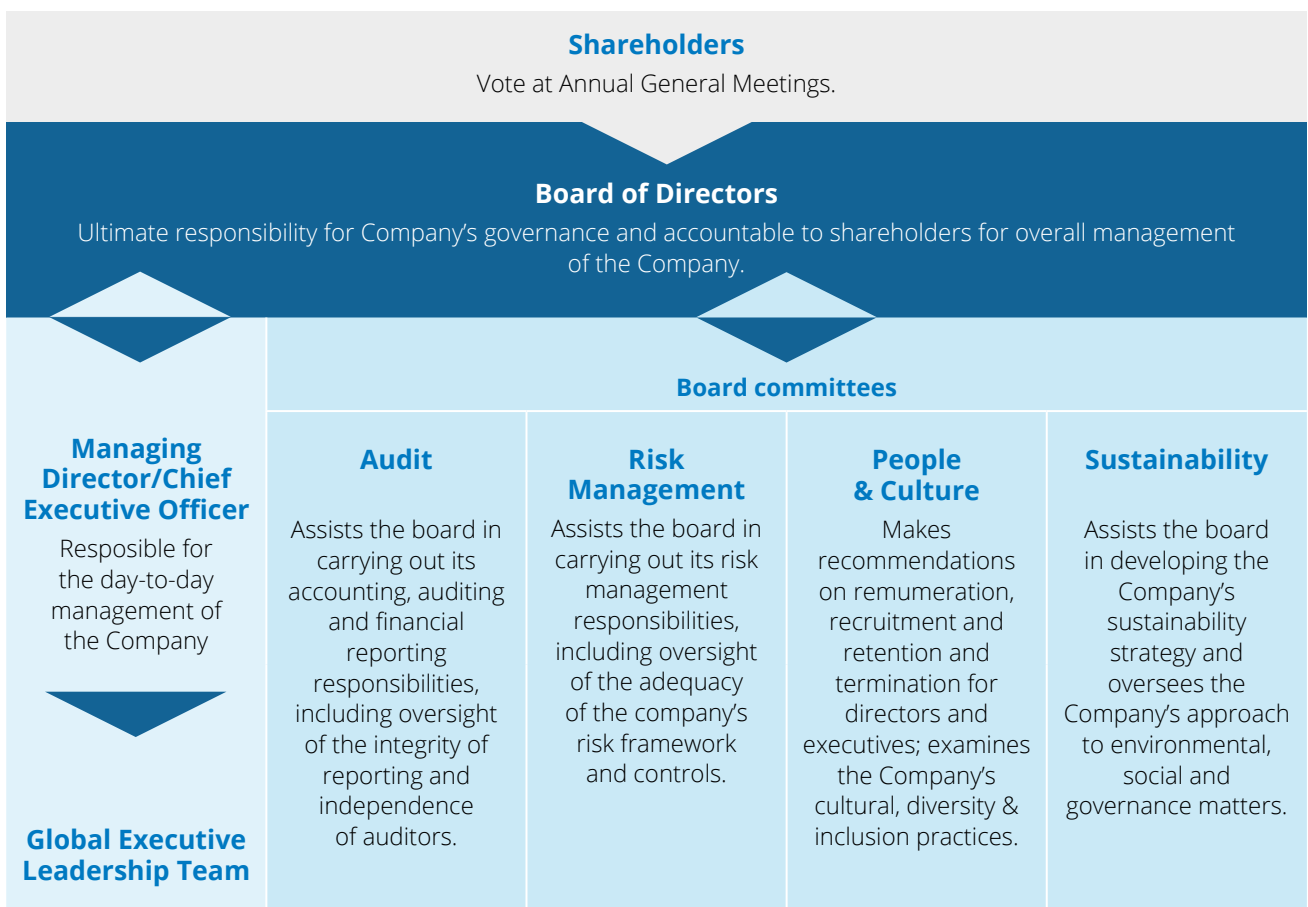 Shareholders
Vote at Annual General Meetings.
Board of Directors
Ultimate responsibility for Company's governance and accountable to shareholders for overall management
of the Company.
Managing
Director/Chief
Executive Officer
Resposible for
the day-to-day
management of
the Company
Global Executive
Leadership Team
Board committees
Audit
Assists the board in
carrying out its
accounting, auditing
and financial
reporting
responsibilities,
including oversight
of the integrity of
reporting and
independence
of auditors.
Risk
Management
Assists the board in
carrying out its risk
management
responsibilities,
including oversight
of the adequacy
of the company's
risk framework
and controls.
People
& Culture
Makes
recommendations
on remumeration,
recruitment and
retention and
termination for
directors and
executives; examines
the Company's
cultural, diversity &
inclusion practices.
Sustainability
Assists the board
in developing the
Company's
sustainability
strategy and
oversees the
Company's approach
to environmental,
social and
governance matters.